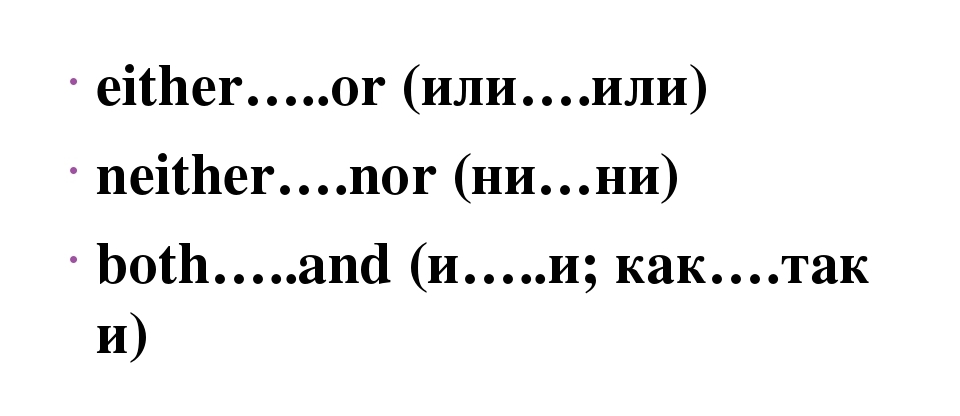 • either…..or (или….или)
• neither….nor (ни…ни)
• both…..and (и…..и; как….так
и)